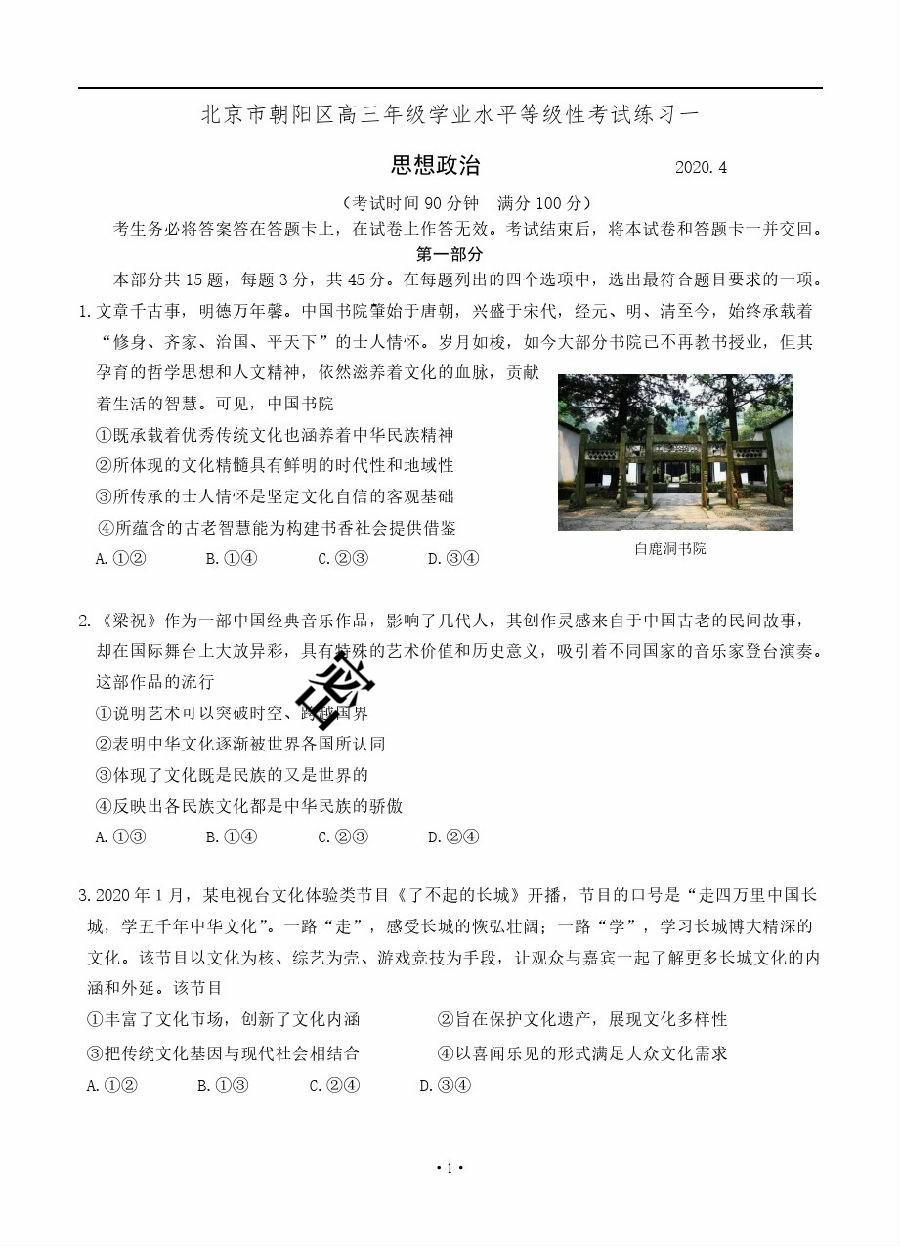 北京市朝阳区高三年级学业水平等级性考试练习一
思想政治 2020.4
（考试时间 90 分钟 满分 100 分）
考生务必将答案答在答题卡上，在试卷上作答无效。考试结束后，将本试卷和答题卡一并交回。
第一部分
本部分共 15 题，每题 3 分，共 45 分。在每题列出的四个选项中，选出最符合题目要求的一项。
1. 文章千古事，明德万年馨。中国书院肇始于唐朝，兴盛于宋代，经元、明、清至今，始终承载着
“修身、齐家、治国、平天下”的士人情怀。岁月如梭，如今大部分书院已不再教书授业，但其
孕育的哲学思想和人文精神，依然滋养着文化的血脉，贡献
着生活的智慧。可见，中国书院
①既承载着优秀传统文化也涵养着中华民族精神
②所体现的文化精髓具有鲜明的时代性和地域性
③所传承的士人情怀是坚定文化自信的客观基础
④所蕴含的古老智慧能为构建书香社会提供借鉴
A.①② B.①④ C.②③ D.③④
白鹿洞书院
2. 《梁祝》作为一部中国经典音乐作品，影响了几代人，其创作灵感来自于中国古老的民间故事，
却在国际舞台上大放异彩，具有特殊的艺术价值和历史意义，吸引着不同国家的音乐家登台演奏。
这部作品的流行
①说明艺术可以突破时空、跨越国界
②表明中华文化逐渐被世界各国所认同
③体现了文化既是民族的又是世界的
④反映出各民族文化都是中华民族的骄傲
A.①③ B.①④ C.②③ D.②④
密
3. 2020 年 1 月，某电视台文化体验类节目《了不起的长城》开播，节目的口号是“走四万里中国长
城，学五千年中华文化”。一路“走”，感受长城的恢弘壮阔；一路“学”，学习长城博大精深的
文化。该节目以文化为核、综艺为壳、游戏竞技为手段，让观众与嘉宾一起了解更多长城文化的内
涵和外延。该节目
①丰富了文化市场，创新了文化内涵 ②旨在保护文化遗产，展现文化多样性
③把传统文化基因与现代社会相结合 ④以喜闻乐见的形式满足人众文化需求
A.①② B.①③ C.②④ D.③④
·1·